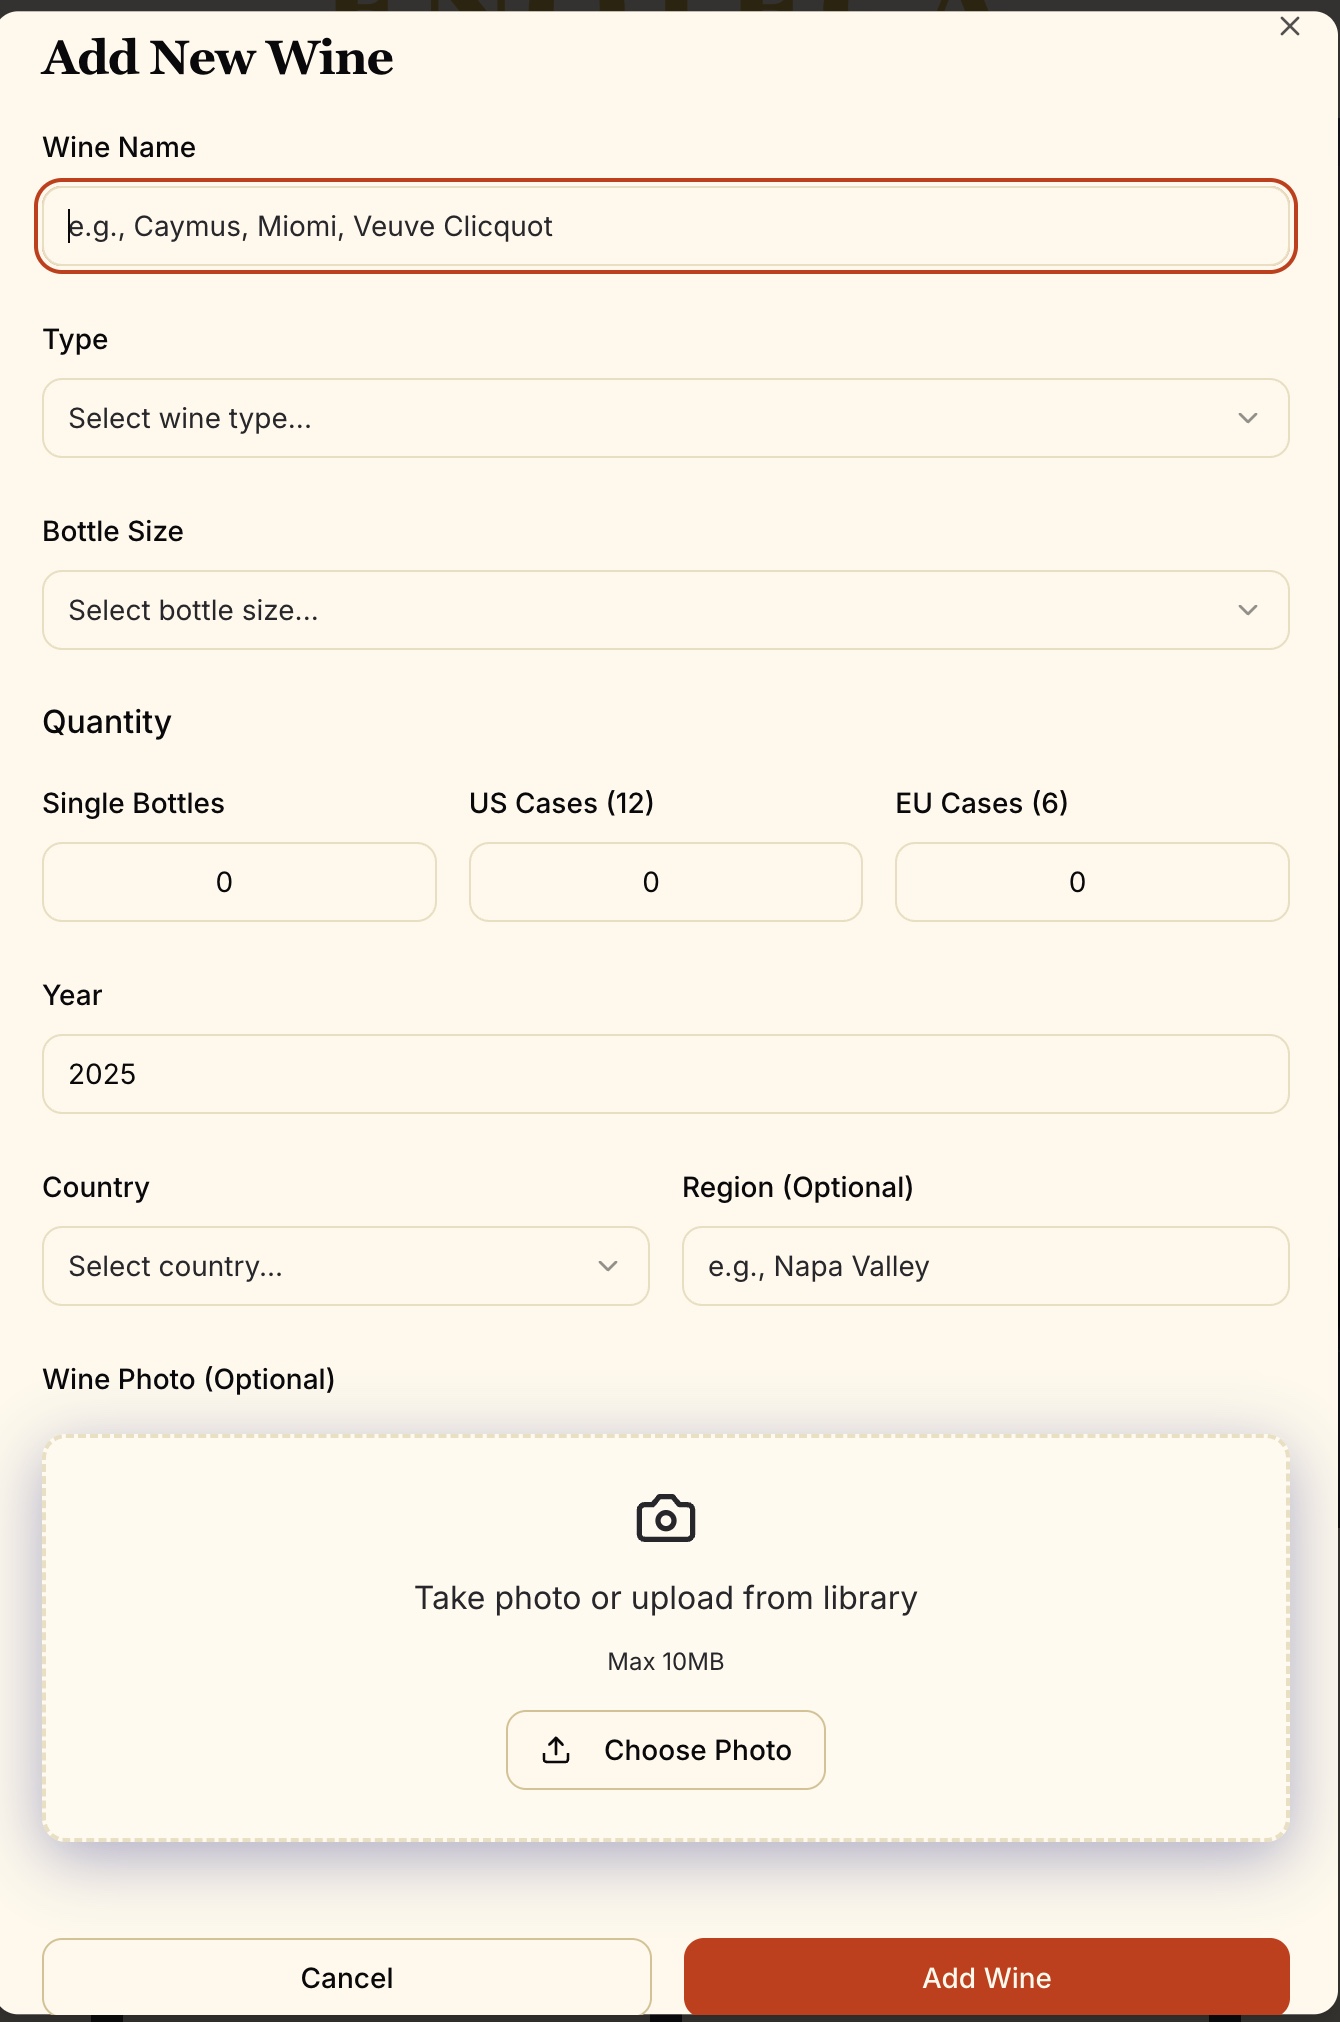 Add New Wine
Wine Name
e.g., Caymus, Miomi, Veuve Clicquot
Type
Select wine type...
Bottle Size
Select bottle size...
Quantity
Single Bottles
US Cases (12)
EU Cases (6)
0
0
0
Year
2025
Country
Region (Optional)
Select country...
e.g., Napa Valley
Wine Photo (Optional)
Take photo or upload from library
Max 10MB
Choose Photo
Cancel
Add Wine